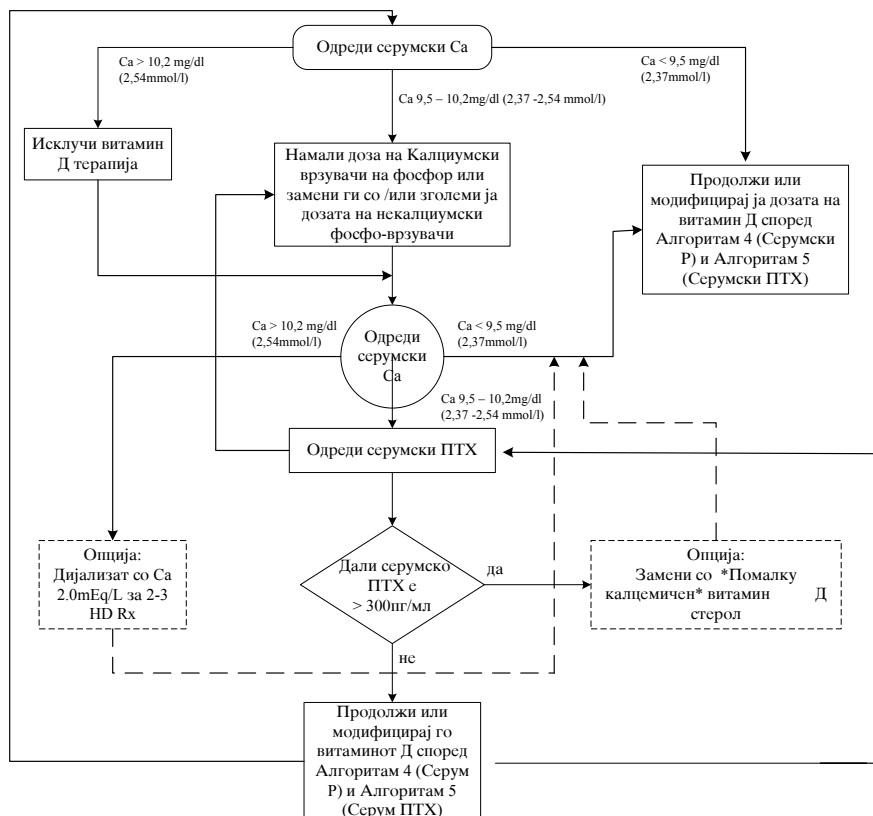 Одреди серумски Ca
Ca > 10,2 mg/dl
(2,54mmol/l)
Ca < 9,5 mg/dl
(2,37mmol/l)
Ca 9,5 – 10,2mg/dl (2,37 -2,54 mmol/l)
Исклучи витамин
Д терапија
Намали доза на Калциумски
врзувачи на фосфор или
замени ги со /или зголеми ја
дозата на некалциумски
фосфо-врзувачи
Продолжи или
модифицирај ја дозата на
витамин Д според
Алгоритам 4 (Серумски
P) и Алгоритам 5
(Серумски ПТХ)
Ca > 10,2 mg/dl
(2,54mmol/l)
Одреди
серумски
Ca
Ca < 9,5 mg/dl
(2,37mmol/l)
Ca 9,5 – 10,2mg/dl
(2,37 -2,54 mmol/l)
Одреди серумски ПТХ
Опција:
Дијализат со Ca
2.0mEq/L за 2-3
HD Rx
Дали серумско
ПТХ е
> 300пг/мл
да
Опција:
Замени со *Помалку
калцемичен* витамин Д
стерол
не
Продолжи или
модифицирај го
витаминот Д според
Алгоритам 4 (Серум
P) и Алгоритам 5
(Серум ПТХ)